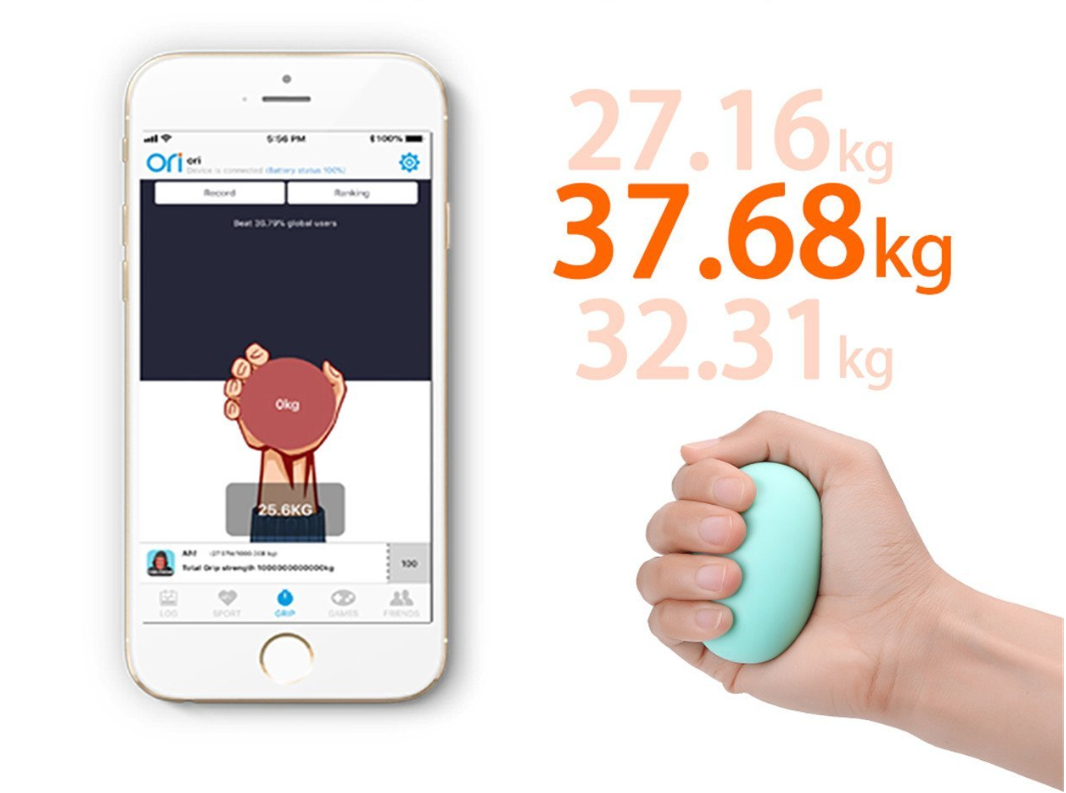 5:56 PM
100%
ori ori
Device is connected (Battery status 100%)
Record
Ranking
Beat 36.79% global users
0kg
25.6KG
Total Grip strength 1000000000000kg
100
LOG
SPORT
GRIP
GAMES
FRIENDS
27.16kg
37.68kg
32.31kg